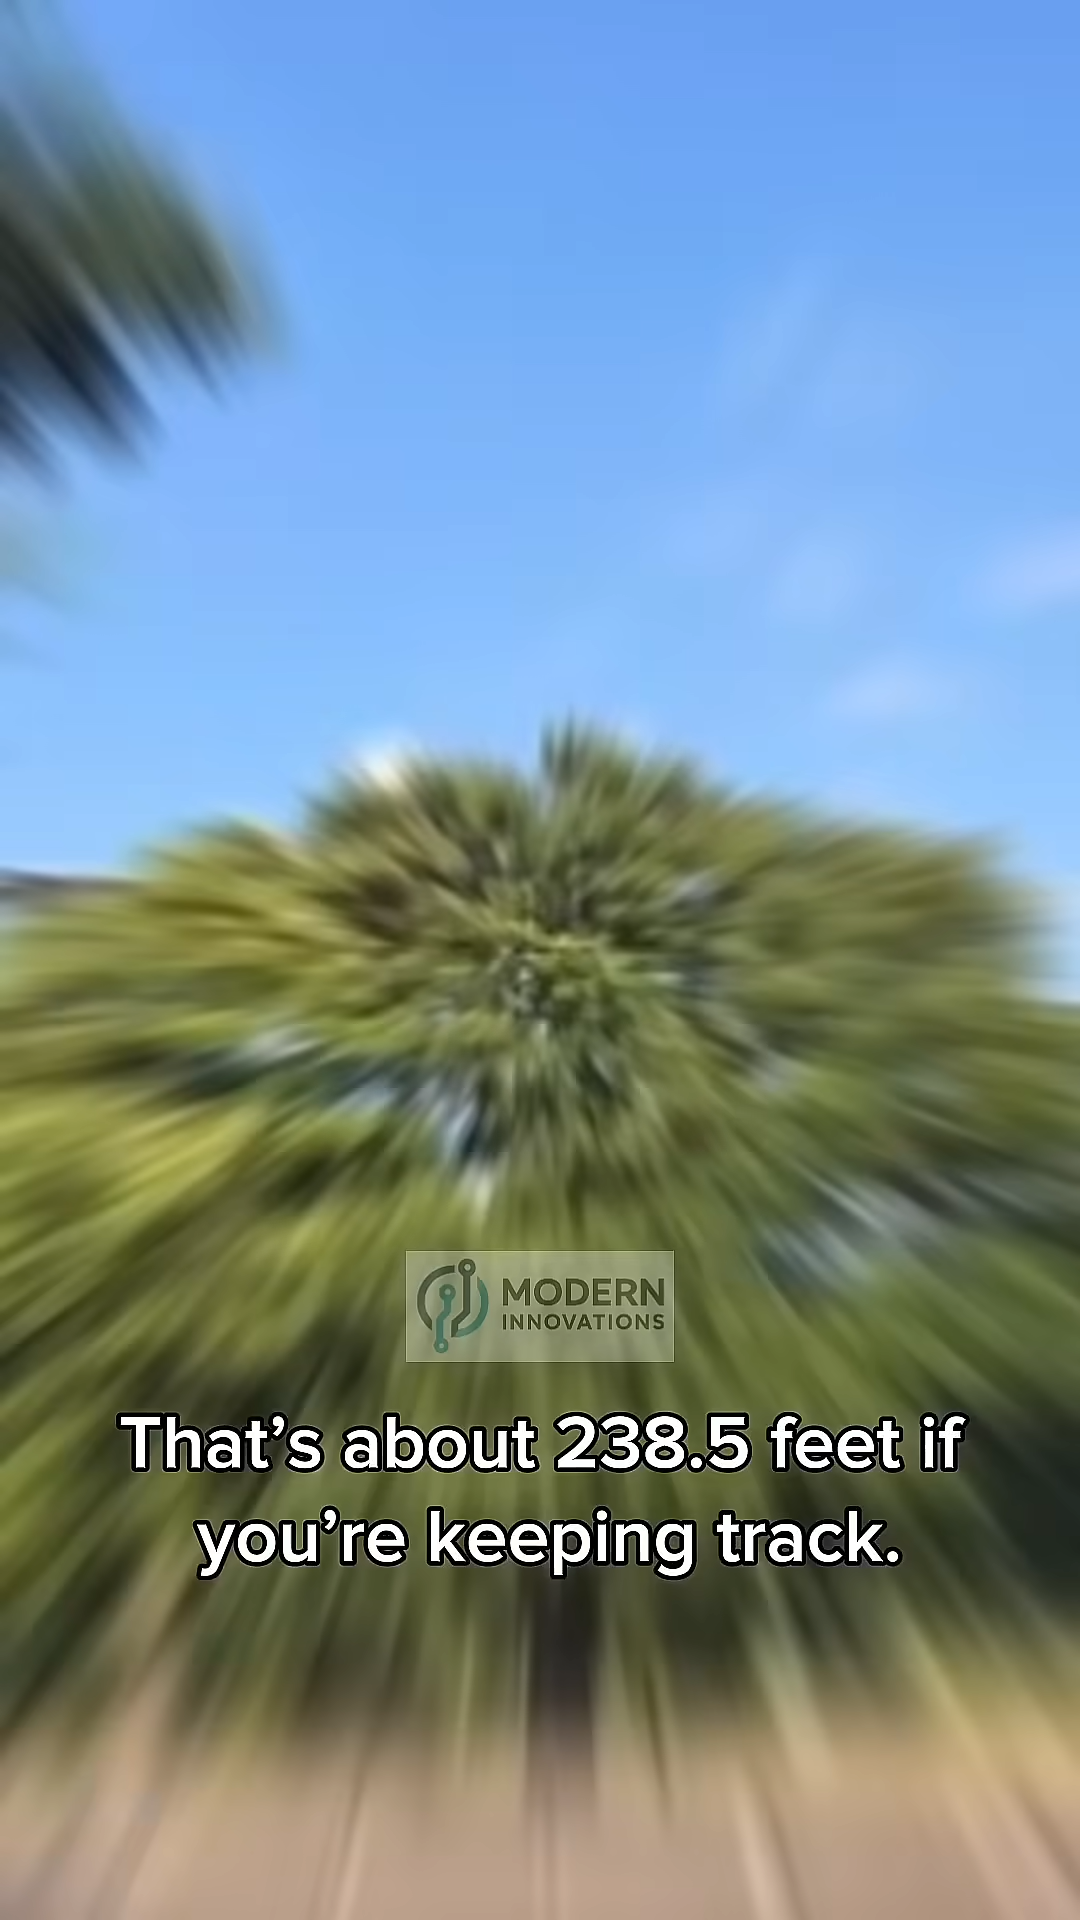 MODERN
INNOVATIONS
That’s about 238.5 feet if
you’re keeping track.